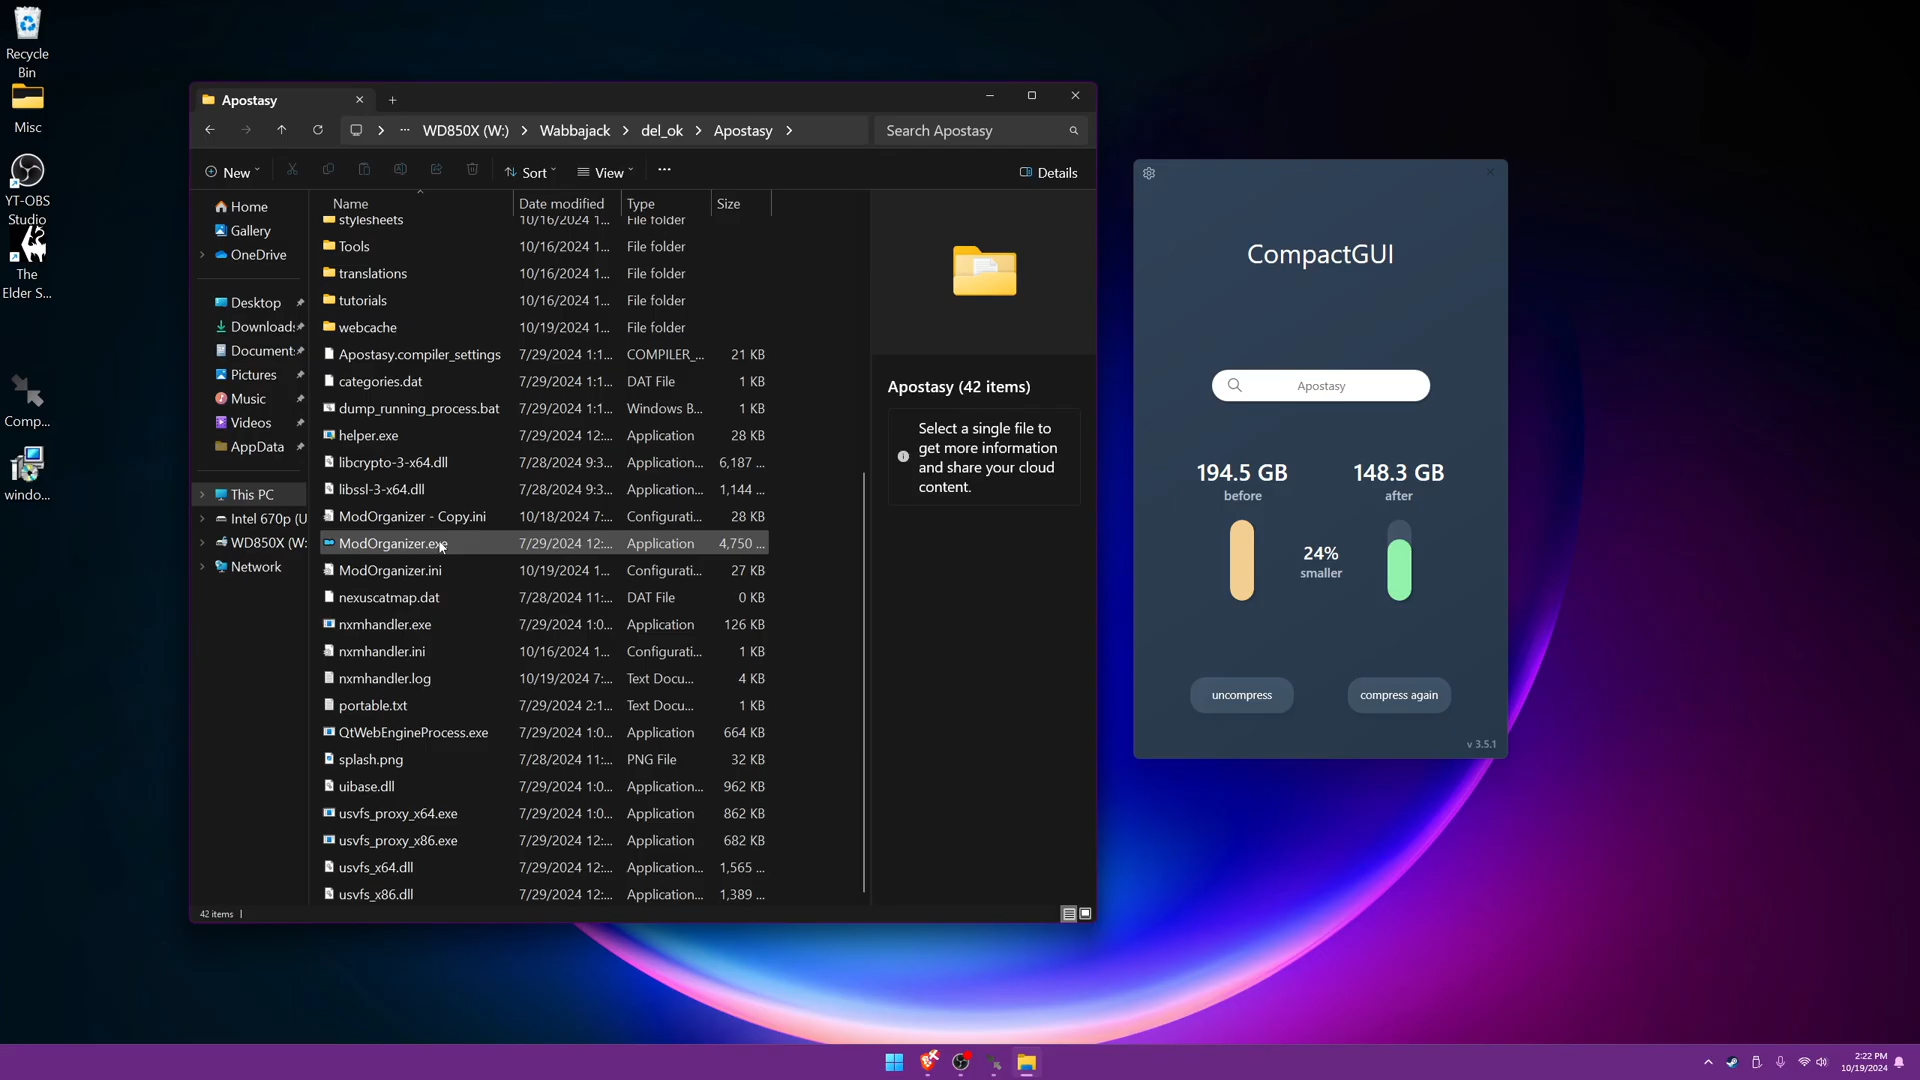 Recycle
Bin
Misc
YT-OBS
Studio
The
Elder S...
Comp...
windo...
Apostasy
WD850X (W:) > Wabbajack > del_ok > Apostasy >
Search Apostasy
New
Sort
View
Details
Home
Gallery
OneDrive
Desktop
Download:
Document:
Pictures
Music
Videos
AppData
This PC
Intel 670p (U
WD850X (W:
Network
Name Date modified Type Size
stylesheets 10/16/2024 1... File folder
Tools 10/16/2024 1... File folder
translations 10/16/2024 1... File folder
tutorials 10/16/2024 1... File folder
webcache 10/19/2024 1... File folder
Apostasy.compiler_settings 7/29/2024 1:1... COMPILER_... 21 KB
categories.dat 7/29/2024 1:1... DAT File 1 KB
dump_running_process.bat 7/29/2024 1:1... Windows B... 1 KB
helper.exe 7/29/2024 12:... Application 28 KB
libcrypto-3-x64.dll 7/28/2024 9:3... Application... 6,187 ...
libssl-3-x64.dll 7/28/2024 9:3... Application... 1,144 ...
ModOrganizer - Copy.ini 10/18/2024 7:... Configurati... 28 KB
ModOrganizer.exe 7/29/2024 12:... Application 4,750 ...
ModOrganizer.ini 10/19/2024 1... Configurati... 27 KB
nexuscatmap.dat 7/28/2024 11:... DAT File 0 KB
nxmhandler.exe 7/29/2024 1:0... Application 126 KB
nxmhandler.ini 10/16/2024 1... Configurati... 1 KB
nxmhandler.log 10/19/2024 7:... Text Docu... 4 KB
portable.txt 7/29/2024 2:1... Text Docu... 1 KB
QtWebEngineProcess.exe 7/29/2024 1:0... Application 664 KB
splash.png 7/28/2024 11:... PNG File 32 KB
uibase.dll 7/29/2024 1:0... Application... 962 KB
usvfs_proxy_x64.exe 7/29/2024 1:0... Application 862 KB
usvfs_proxy_x86.exe 7/29/2024 12:... Application 682 KB
usvfs_x64.dll 7/29/2024 12:... Application... 1,565 ...
usvfs_x86.dll 7/29/2024 12:... Application... 1,389 ...
Apostasy (42 items)
Select a single file to
get more information
and share your cloud
content.
42 items
CompactGUI
Apostasy
194.5 GB 148.3 GB
before after
24%
smaller
uncompress compress again
v 3.5.1
2:22 PM
10/19/2024